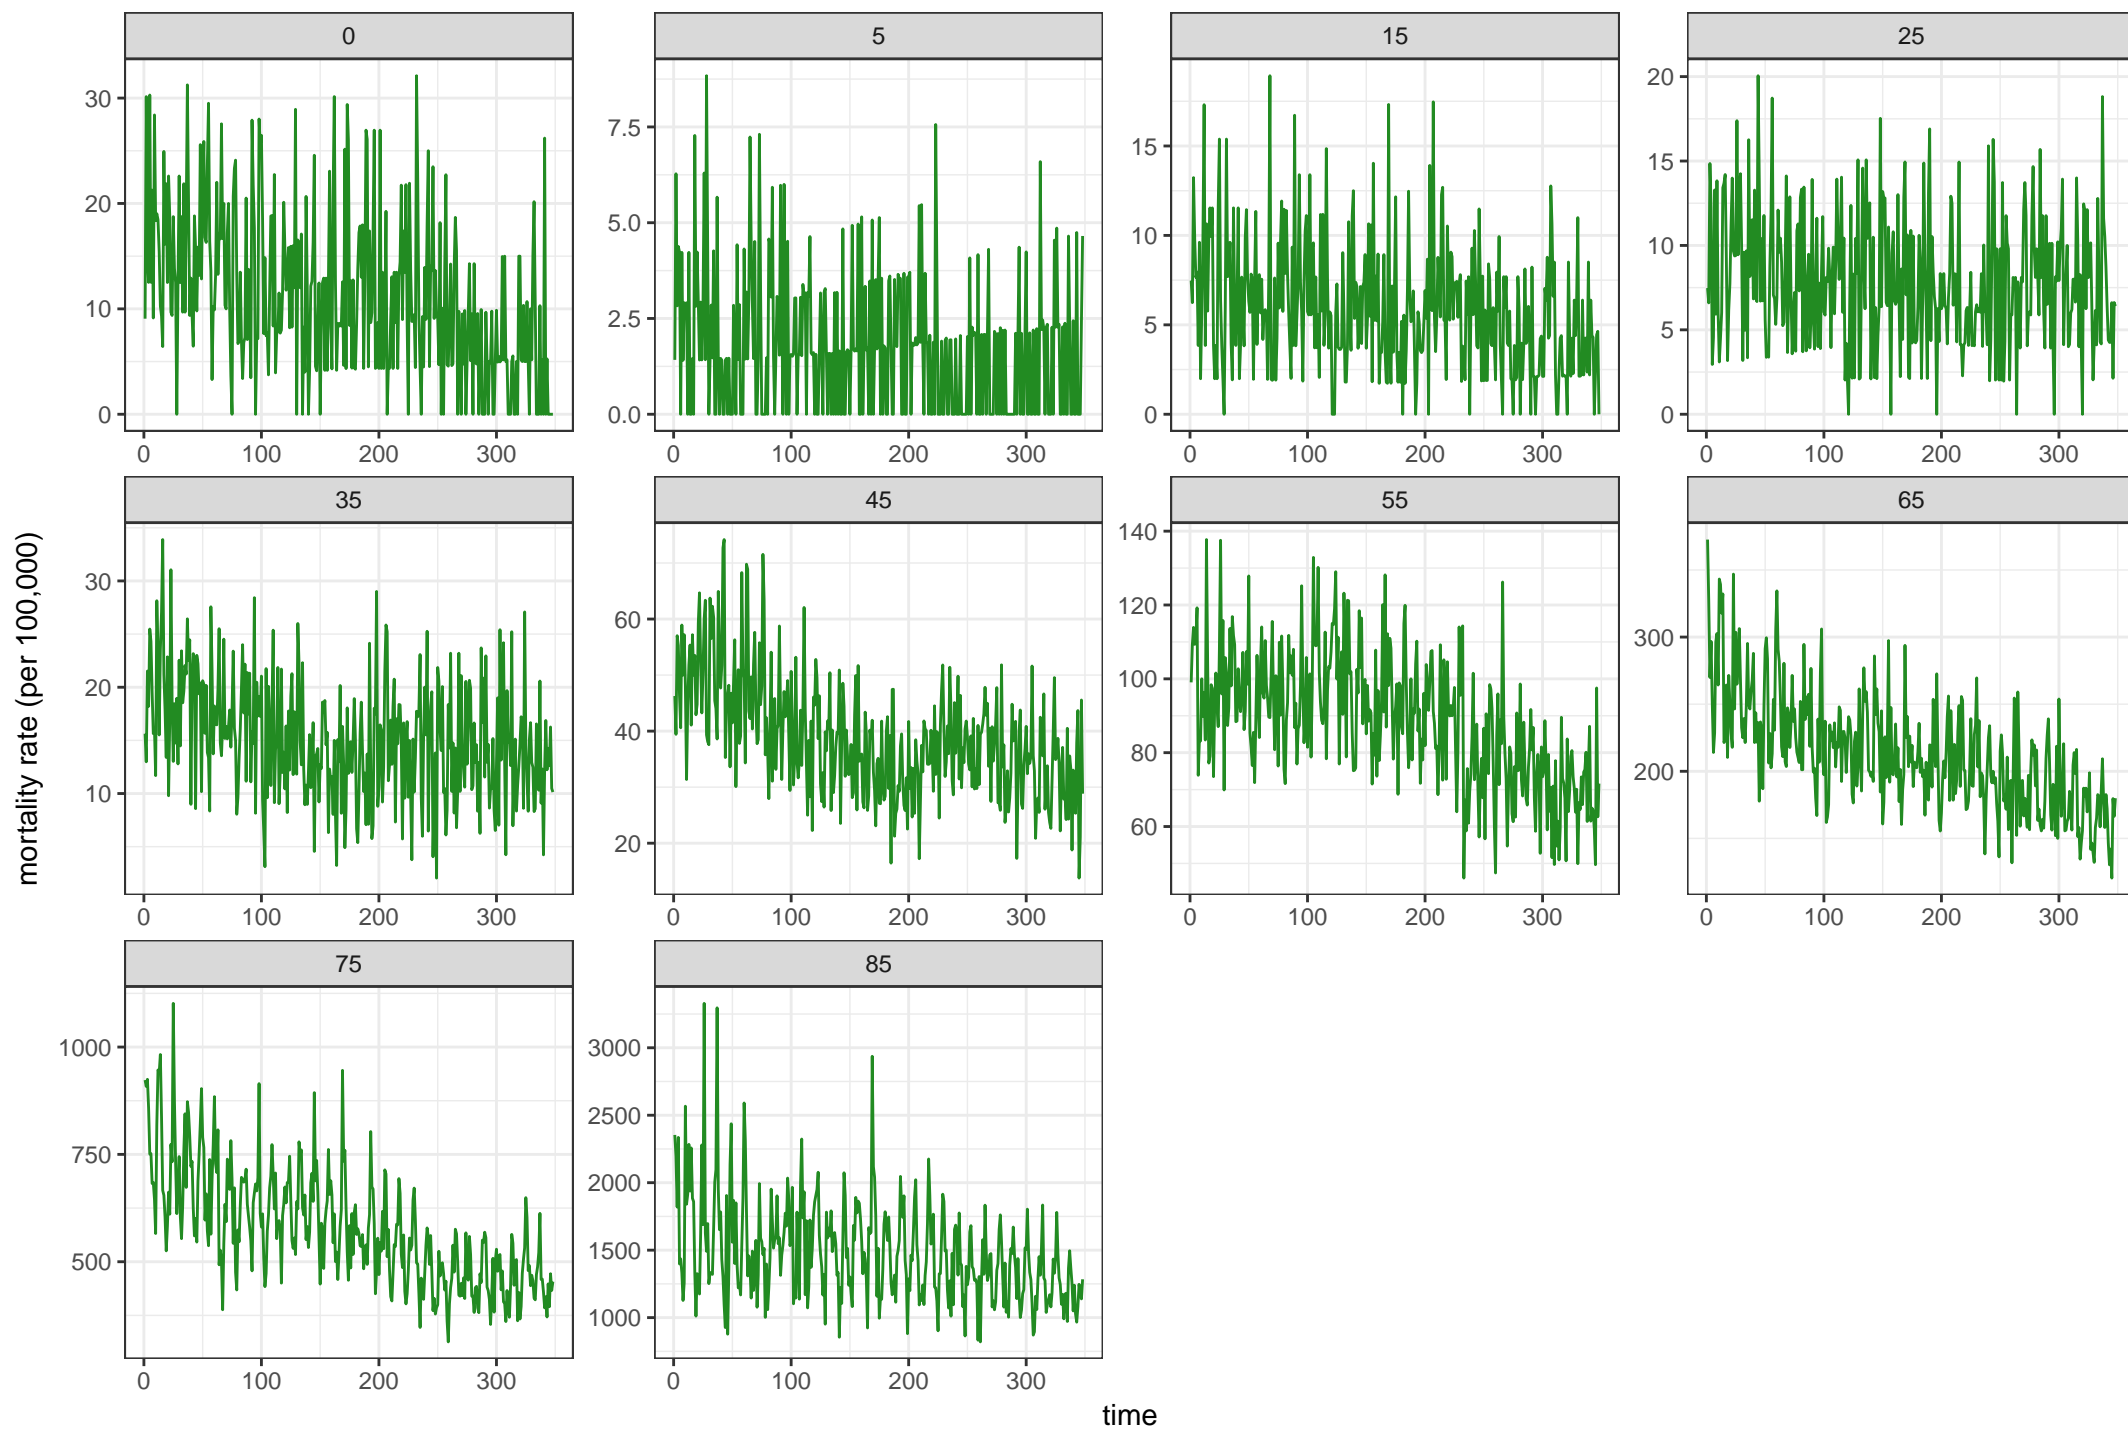 0 5 15 25
30 20 10 0
7.5 5.0 2.5 0.0
15 10 5 0
20 15 10 5 0
0 100 200 300 0 100 200 300 0 100 200 300 0 100 200 300
mortality rate (per 100,000)
35 45 55 65
30 20 10
60 40 20
140 120 100 80 60
300 200
0 100 200 300 0 100 200 300 0 100 200 300 0 100 200 300
75 85
1000 750 500
3000 2500 2000 1500 1000
0 100 200 300 0 100 200 300
time